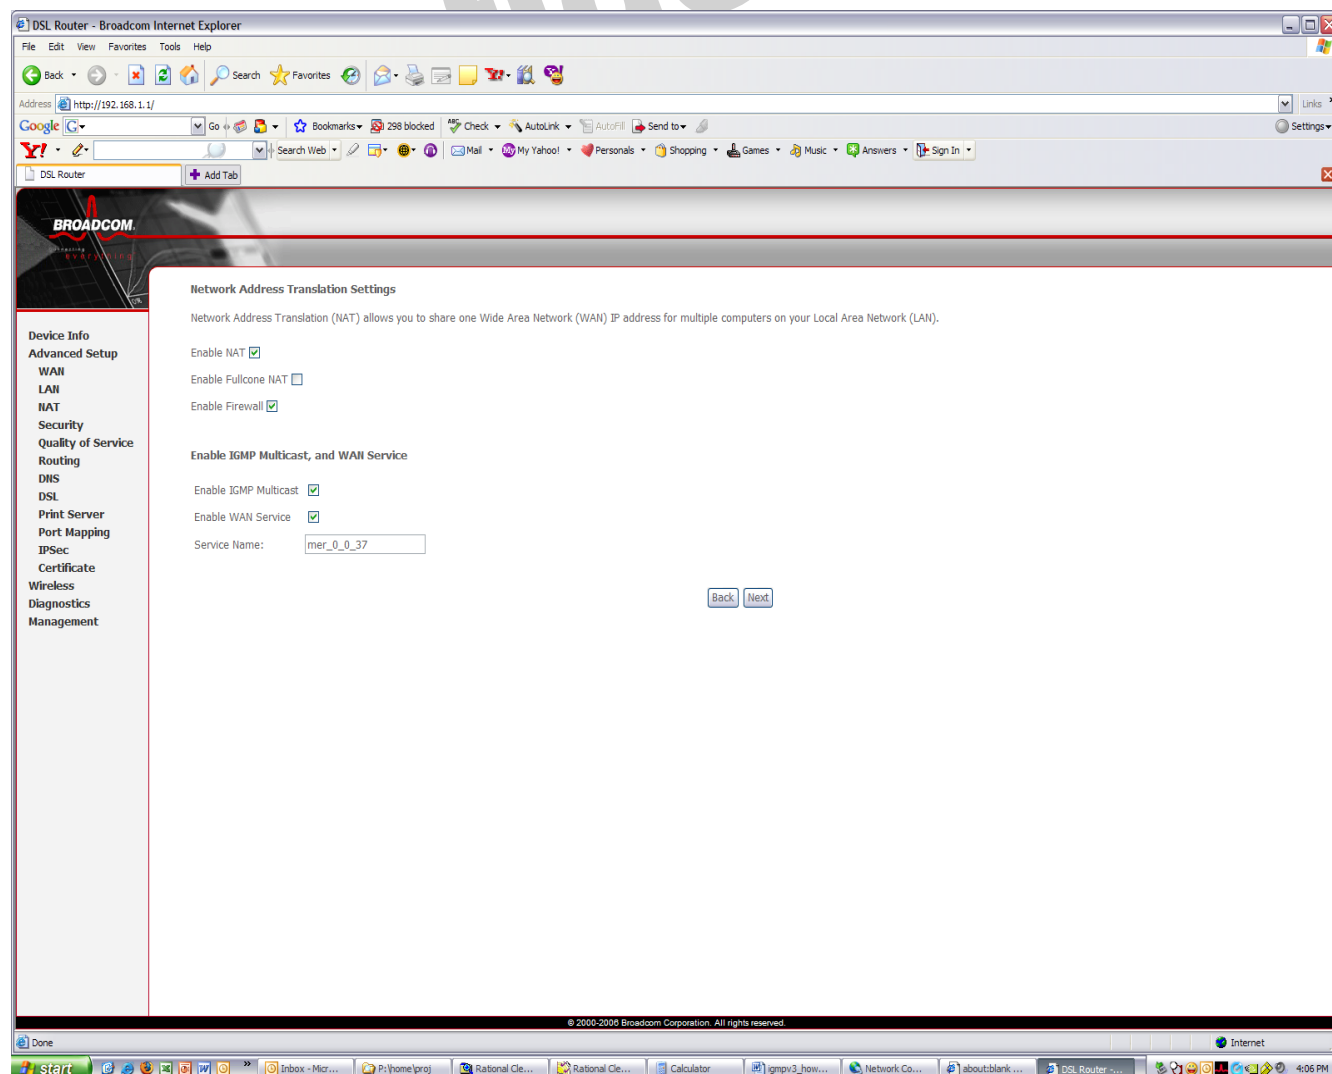 DSL Router - Broadcom Internet Explorer
File Edit View Favorites Tools Help
Back Search Favorites
Address http://192.168.1.1/ Links
Google G Go Bookmarks 298 blocked ABC Check AutoLink AutoFill Send to Settings
Y! Search Web Mail My My Yahoo! Personals Shopping Games Music Answers Sign In
DSL Router Add Tab
BROADCOM.
everything
Network Address Translation Settings
Network Address Translation (NAT) allows you to share one Wide Area Network (WAN) IP address for multiple computers on your Local Area Network (LAN).
Device Info
Advanced Setup
WAN
LAN
NAT
Security
Quality of Service
Routing
DNS
DSL
Print Server
Port Mapping
IPSec
Certificate
Wireless
Diagnostics
Management
Enable NAT
Enable Fullcone NAT
Enable Firewall
Enable IGMP Multicast, and WAN Service
Enable IGMP Multicast
Enable WAN Service
Service Name: mer_0_0_37
Back Next
© 2000-2006 Broadcom Corporation. All rights reserved.
Done Internet
start Inbox - Micr... P:\home\proj Rational Cle... Rational Cle... Calculator igmpv3_how... Network Co... about:blank ... DSL Router -... 4:06 PM